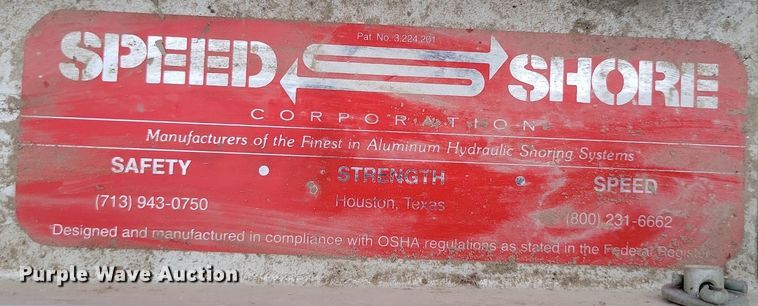 Pat. No. 3,224,201
SPEED SHORE
CORPORATION
Manufacturers of the Finest in Aluminum Hydraulic Shoring Systems
SAFETY • STRENGTH • SPEED
(713) 943-0750 Houston, Texas (800) 231-6662
Designed and manufactured in compliance with OSHA regulations as stated in the Federal Register
Purple Wave Auction